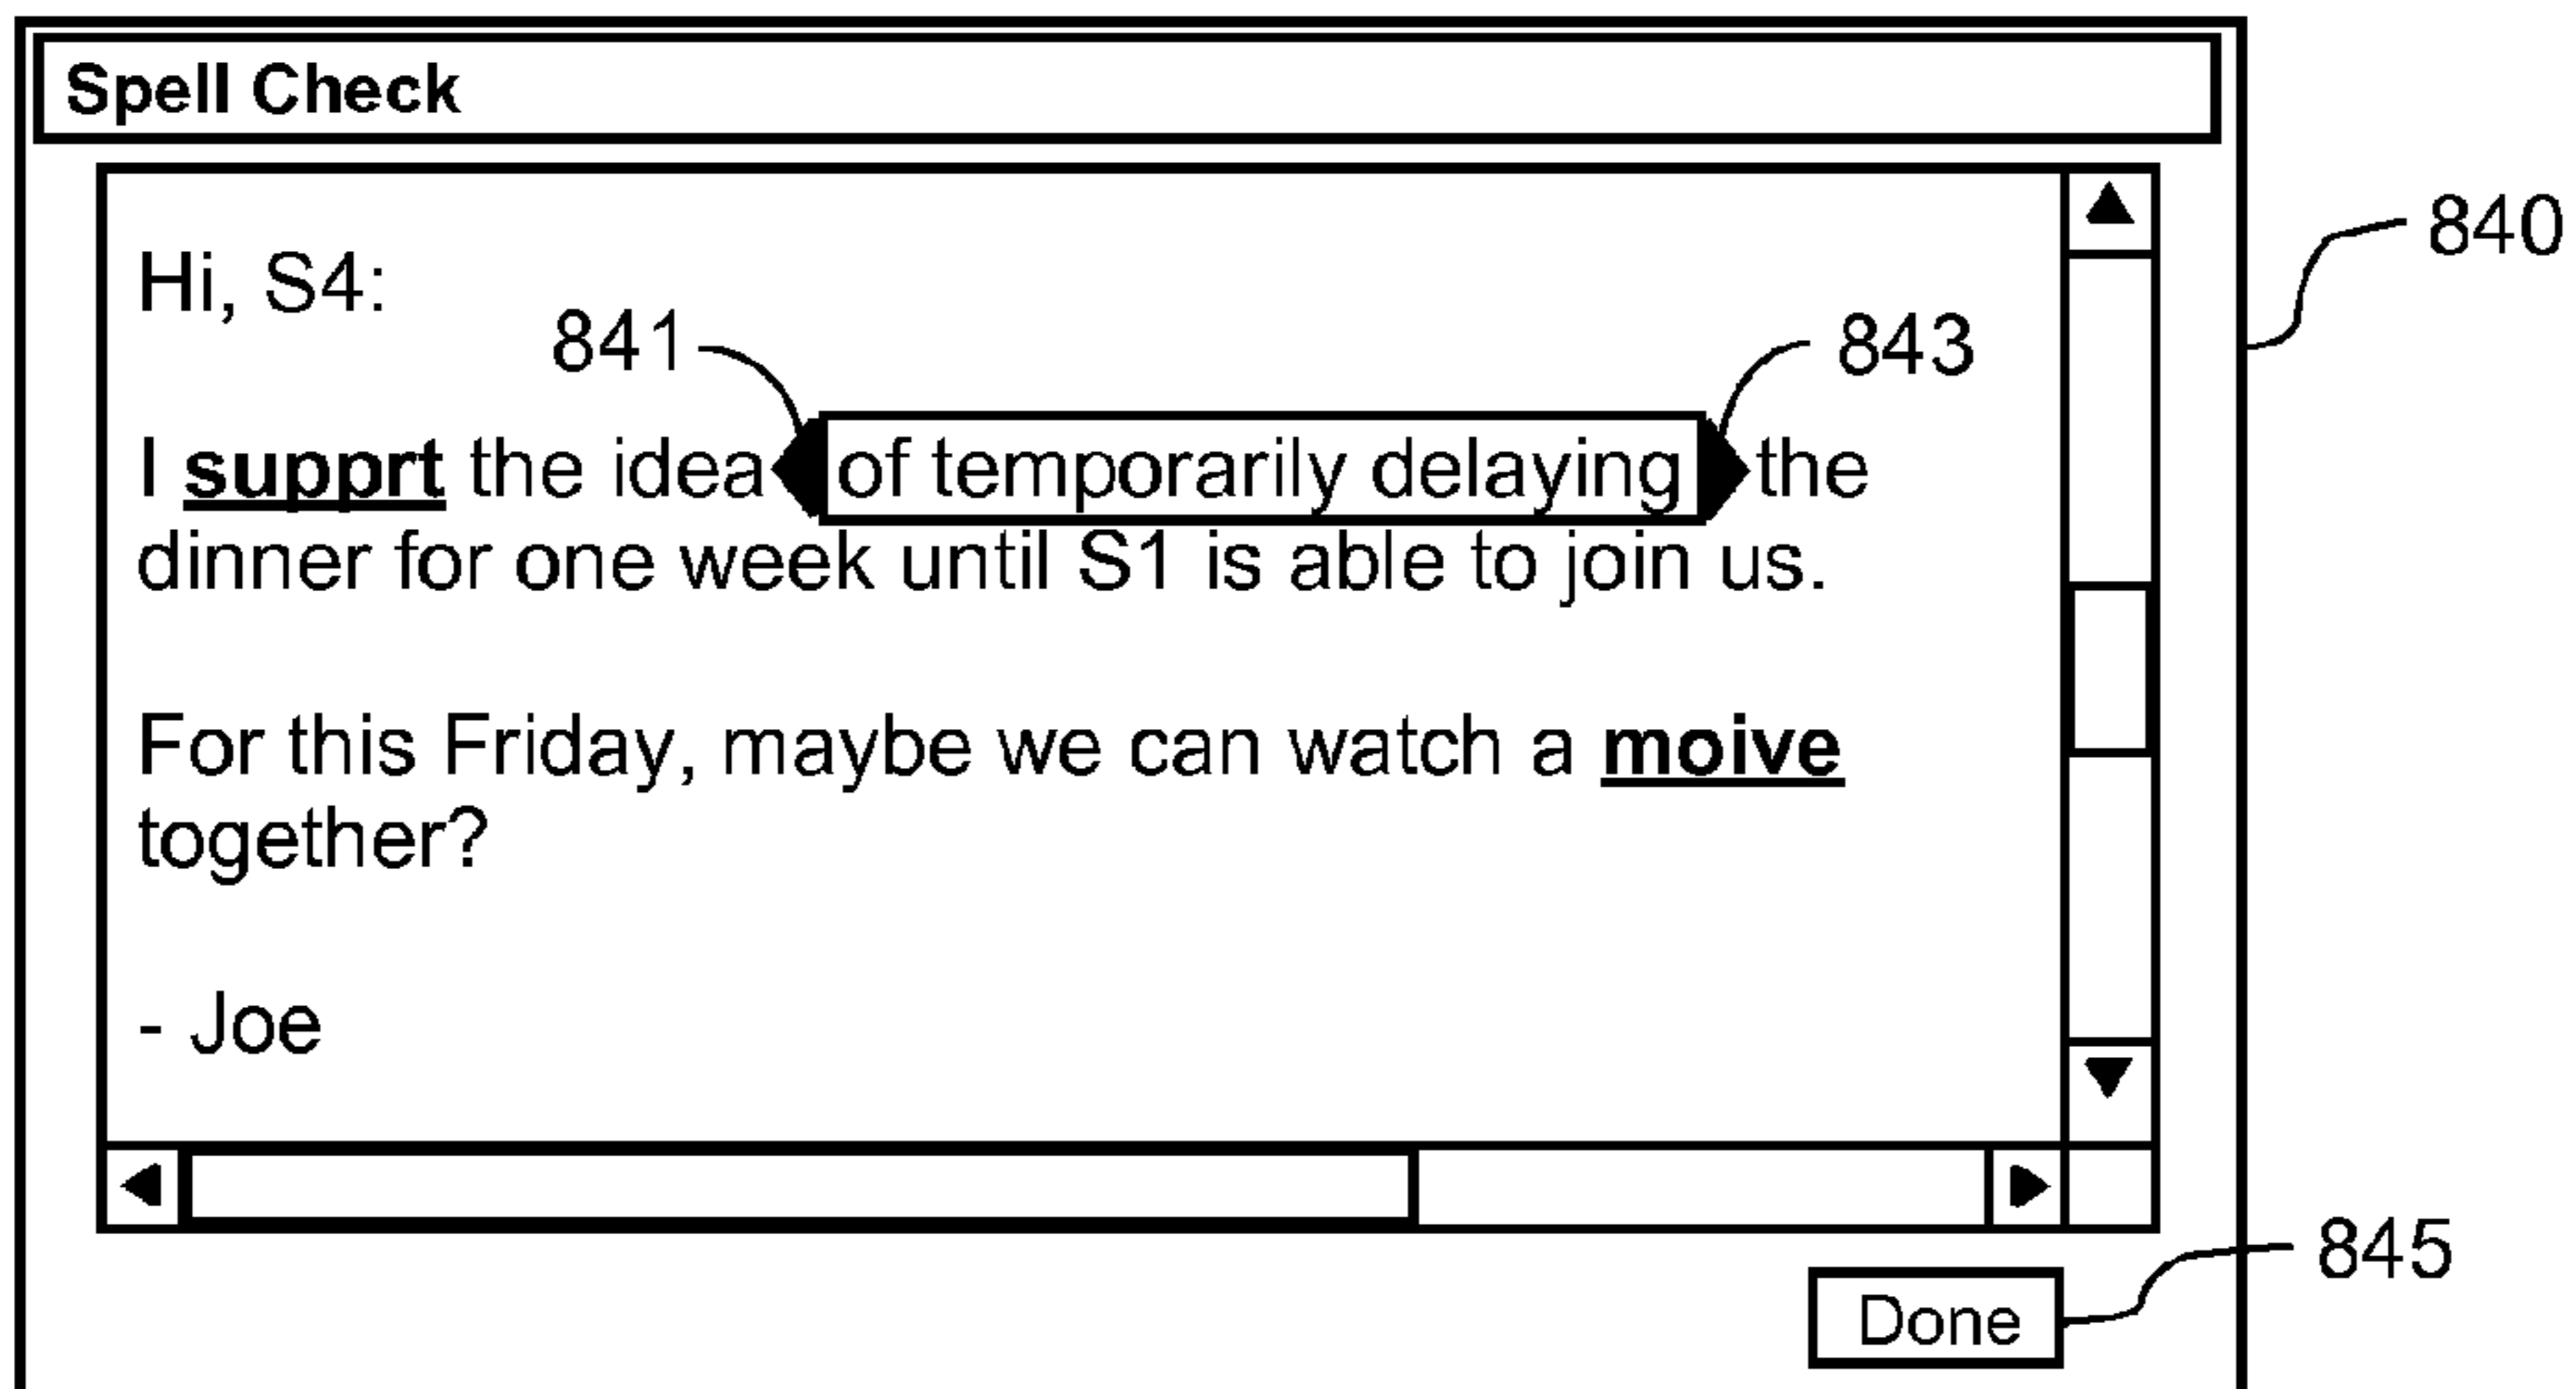 Spell Check
840
Hi, S4:
841
843
I supprt the idea of temporarily delaying the
dinner for one week until S1 is able to join us.
For this Friday, maybe we can watch a moive
together?
- Joe
845
Done